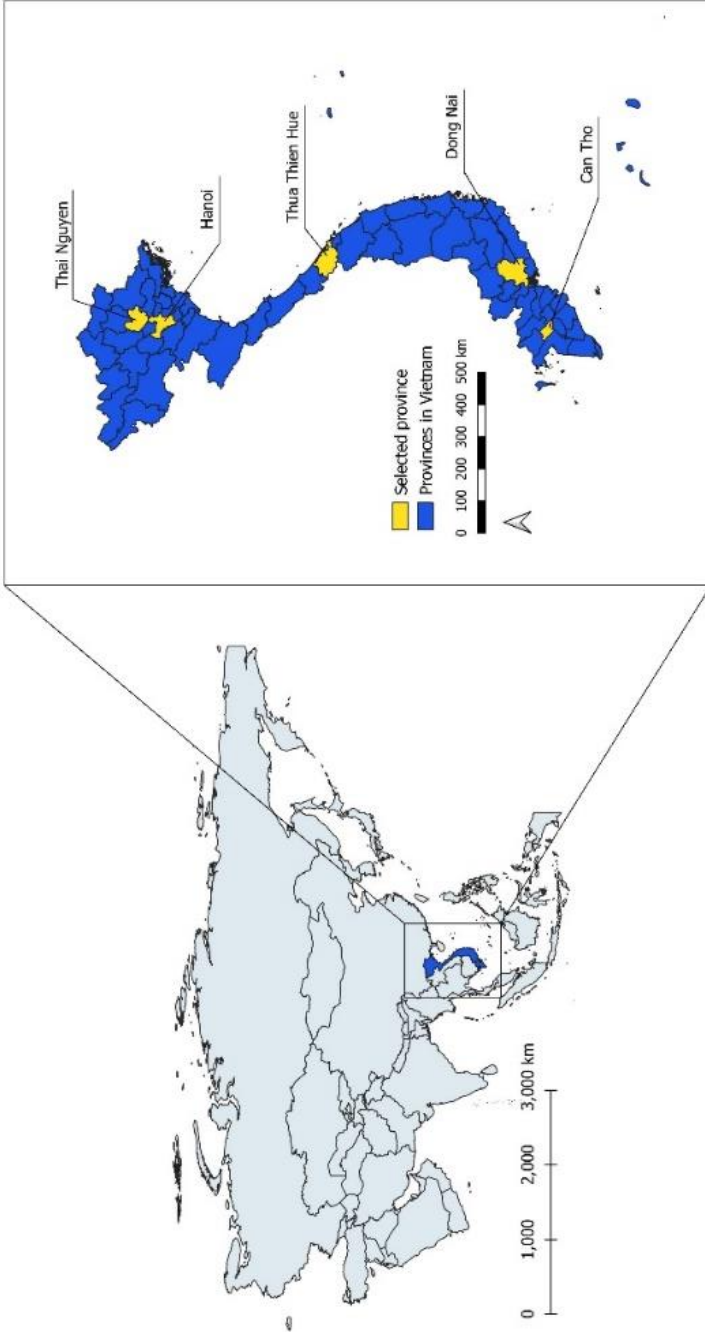 Thai Nguyen
Hanoi
Thua Thien Hue
Dong Nai
Can Tho
Selected province
Provinces in Vietnam
0 100 200 300 400 500 km
0 1,000 2,000 3,000 km